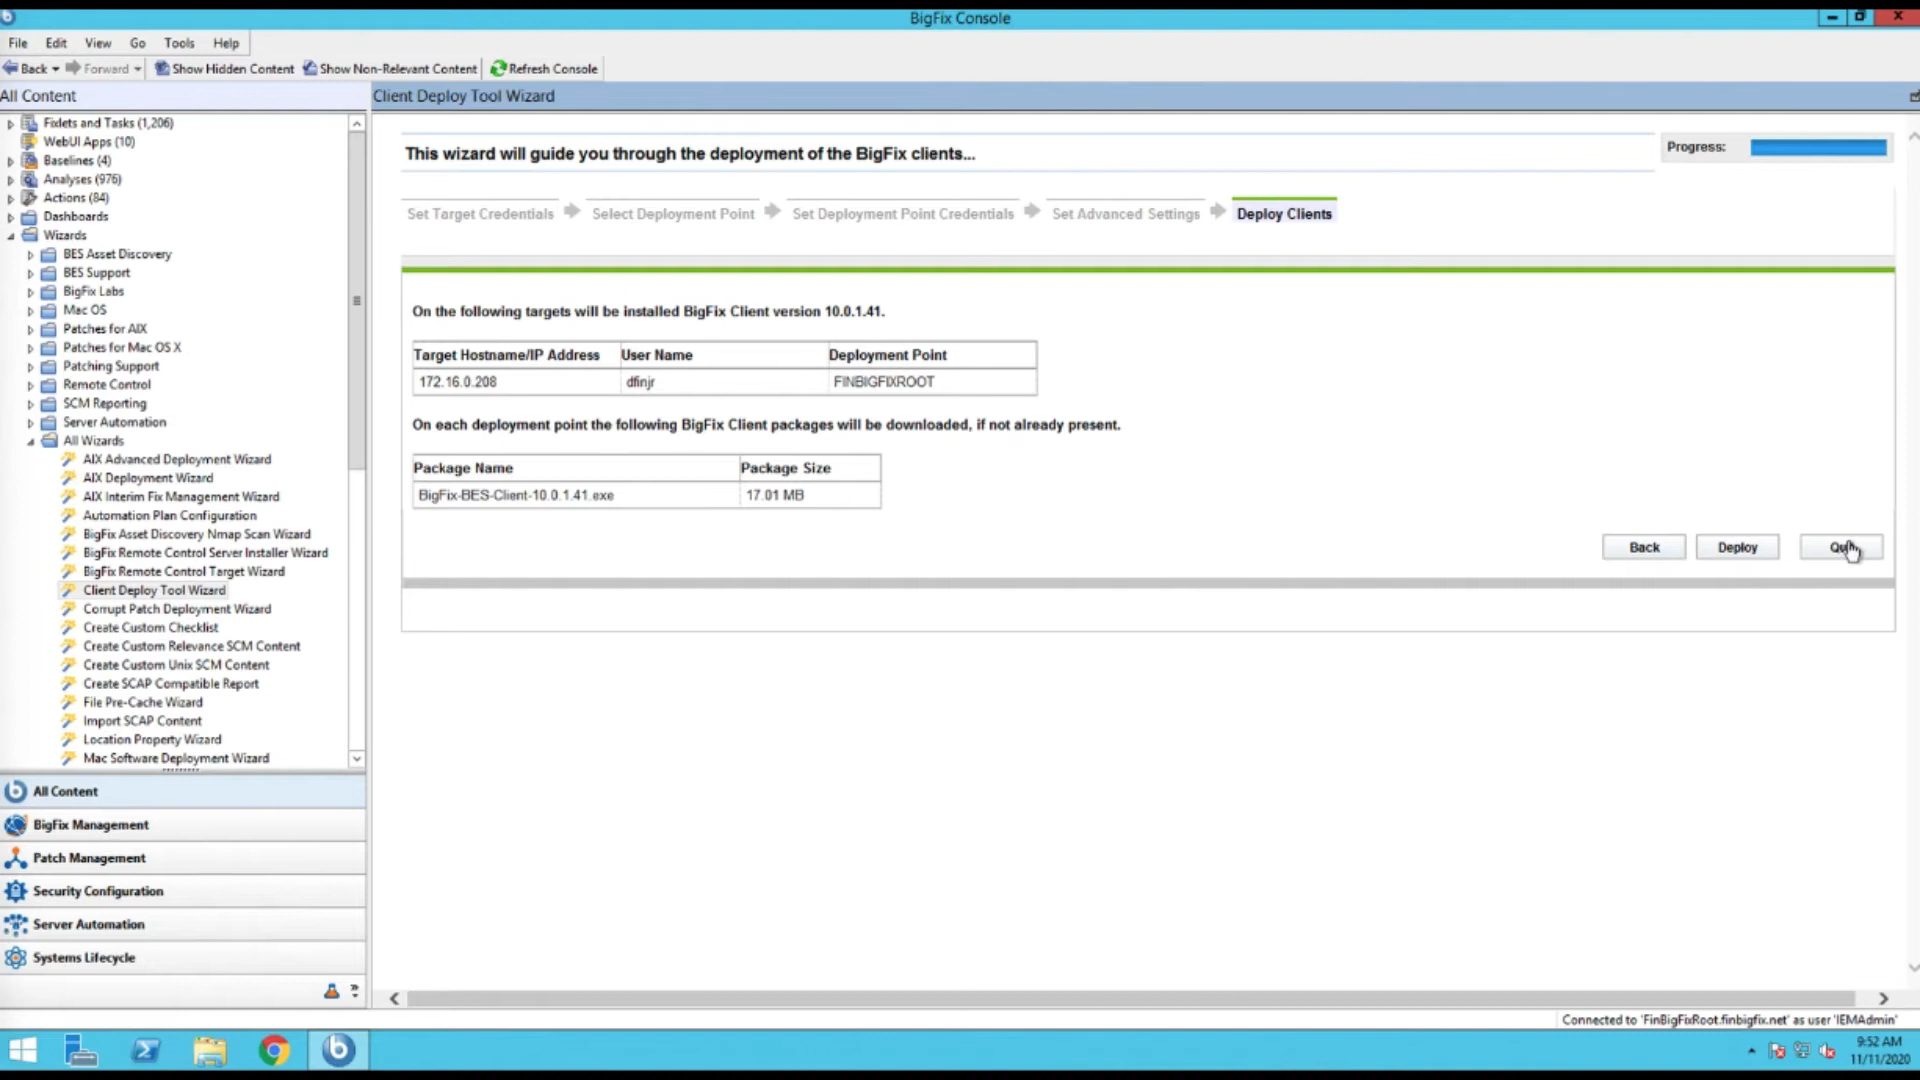 BigFix Console
File Edit View Go Tools Help
Back Forward Show Hidden Content Show Non-Relevant Content Refresh Console
All Content
Client Deploy Tool Wizard
Fixlets and Tasks (1,206)
WebUI Apps (10)
Baselines (4)
Analyses (976)
Actions (84)
Dashboards
Wizards
BES Asset Discovery
BES Support
BigFix Labs
Mac OS
Patches for AIX
Patches for Mac OS X
Patching Support
Remote Control
SCM Reporting
Server Automation
All Wizards
AIX Advanced Deployment Wizard
AIX Deployment Wizard
AIX Interim Fix Management Wizard
Automation Plan Configuration
BigFix Asset Discovery Nmap Scan Wizard
BigFix Remote Control Server Installer Wizard
BigFix Remote Control Target Wizard
Client Deploy Tool Wizard
Corrupt Patch Deployment Wizard
Create Custom Checklist
Create Custom Relevance SCM Content
Create Custom Unix SCM Content
Create SCAP Compatible Report
File Pre-Cache Wizard
Import SCAP Content
Location Property Wizard
Mac Software Deployment Wizard
All Content
BigFix Management
Patch Management
Security Configuration
Server Automation
Systems Lifecycle
This wizard will guide you through the deployment of the BigFix clients...
Progress:
Set Target Credentials Select Deployment Point Set Deployment Point Credentials Set Advanced Settings Deploy Clients
On the following targets will be installed BigFix Client version 10.0.1.41.
Target Hostname/IP Address User Name Deployment Point
172.16.0.208 dfinjr FINBIGFIXROOT
On each deployment point the following BigFix Client packages will be downloaded, if not already present.
Package Name Package Size
BigFix-BES-Client-10.0.1.41.exe 17.01 MB
Back Deploy
Connected to 'FinBigFixRoot.finbigfix.net' as user 'IEMAdmin'
9:52 AM
11/11/2020